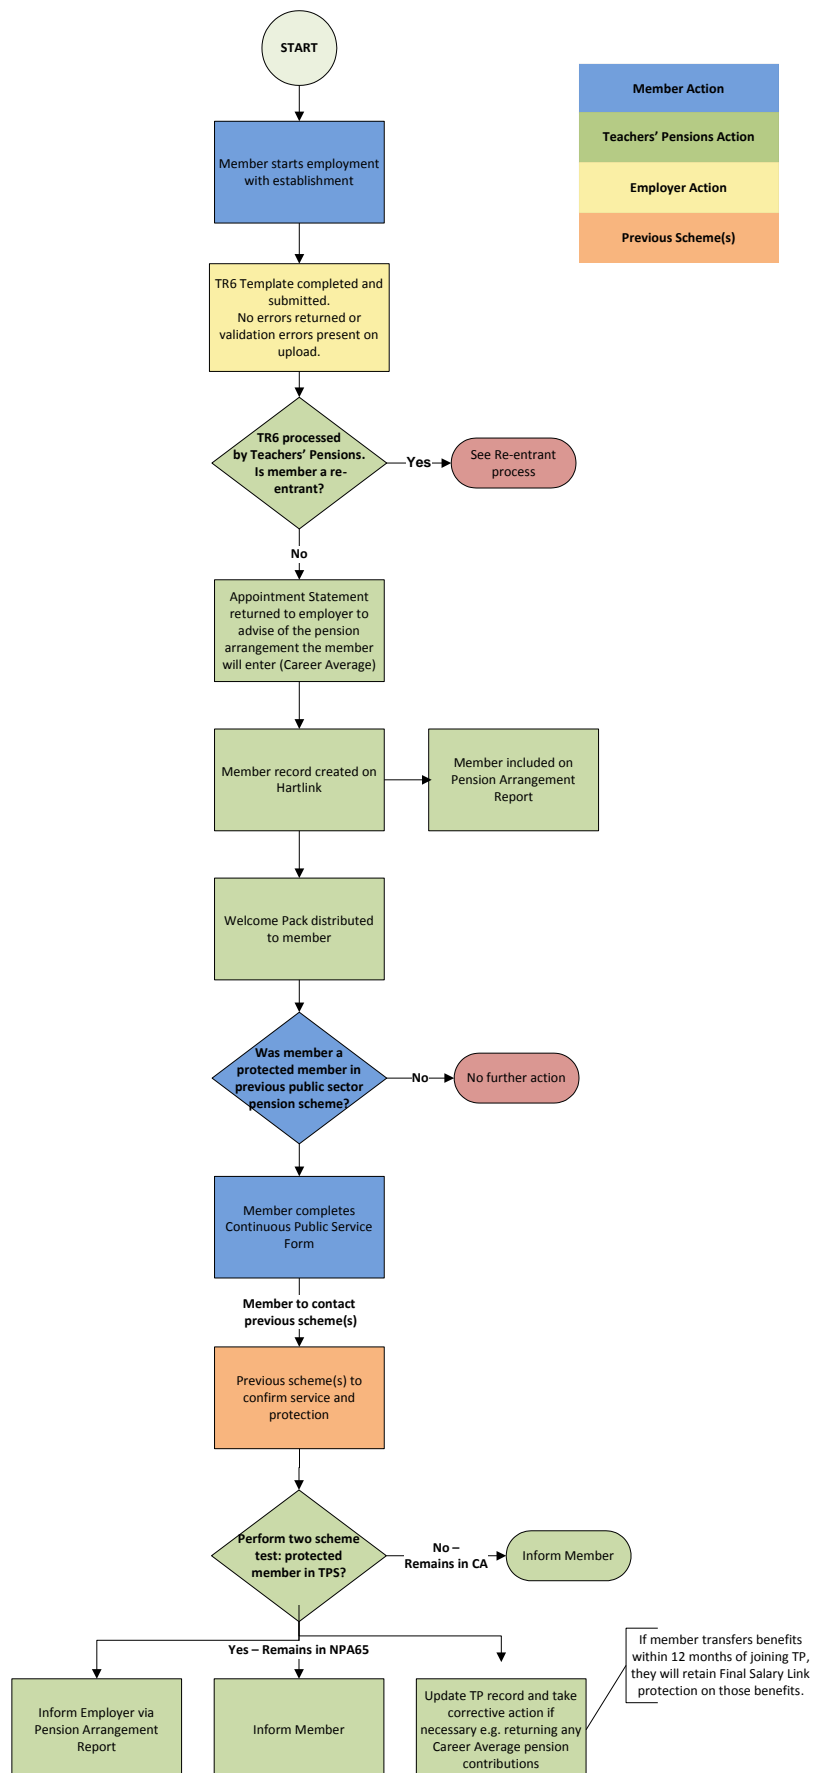 START
Member Action
Teachers' Pensions Action
Employer Action
Previous Scheme(s)
Member starts employment
with establishment
TR6 Template completed and
submitted.
No errors returned or
validation errors present on
upload.
TR6 processed
by Teachers' Pensions.
Is member a re-
entrant?
Yes
See Re-entrant
process
No
Appointment Statement
returned to employer to
advise of the pension
arrangement the member
will enter (Career Average)
Member record created on
Hartlink
Member included on
Pension Arrangement
Report
Welcome Pack distributed
to member
Was member a
protected member in
previous public sector
pension scheme?
No
No further action
Member completes
Continuous Public Service
Form
Member to contact
previous scheme(s)
Previous scheme(s) to
confirm service and
protection
Perform two scheme
test: protected
member in TPS?
No –
Remains in CA
Inform Member
Yes – Remains in NPA65
If member transfers benefits
within 12 months of joining TP,
they will retain Final Salary Link
protection on those benefits.
Inform Employer via
Pension Arrangement
Report
Inform Member
Update TP record and take
corrective action if
necessary e.g. returning any
Career Average pension
contributions